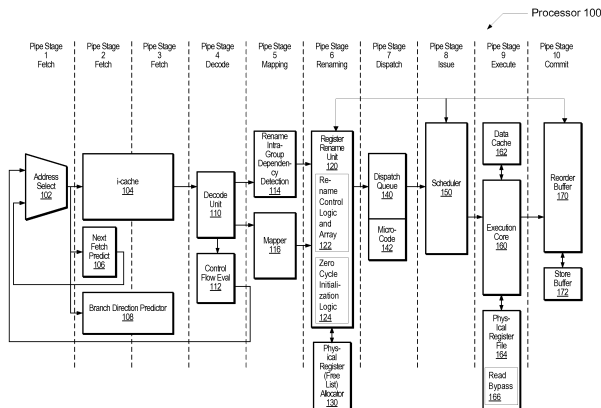 Processor 100
Pipe Stage
1
Fetch
Pipe Stage
2
Fetch
Pipe Stage
3
Fetch
Pipe Stage
4
Decode
Pipe Stage
5
Mapping
Pipe Stage
6
Renaming
Pipe Stage
7
Dispatch
Pipe Stage
8
Issue
Pipe Stage
9
Execute
Pipe Stage
10
Commit
Address
Select
102
i-cache
104
Next
Fetch
Predict
106
Branch Direction Predictor
108
Decode
Unit
110
Control
Flow Eval
112
Rename
Intra-
Group
Dependen-
cy
Detection
114
Mapper
116
Register
Rename
Unit
120
Re-
name
Control
Logic
and
Array
122
Zero
Cycle
Initiali-
zation
Logic
124
Phys-
ical
Register
(Free
List)
Allocator
130
Dispatch
Queue
140
Micro-
Code
142
Scheduler
150
Data
Cache
162
Execution
Core
160
Phys-
ical
Register
File
164
Read
Bypass
166
Reorder
Buffer
170
Store
Buffer
172